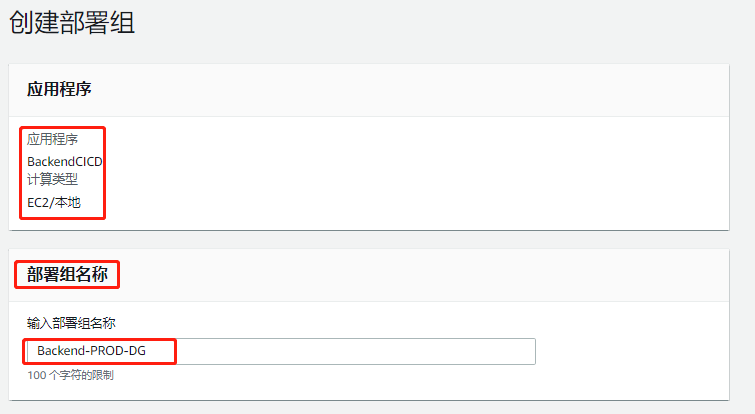 创建部署组
应用程序
应用程序
BackendCICD
计算类型
EC2/本地
部署组名称
输入部署组名称
Backend-PROD-DG
100 个字符的限制